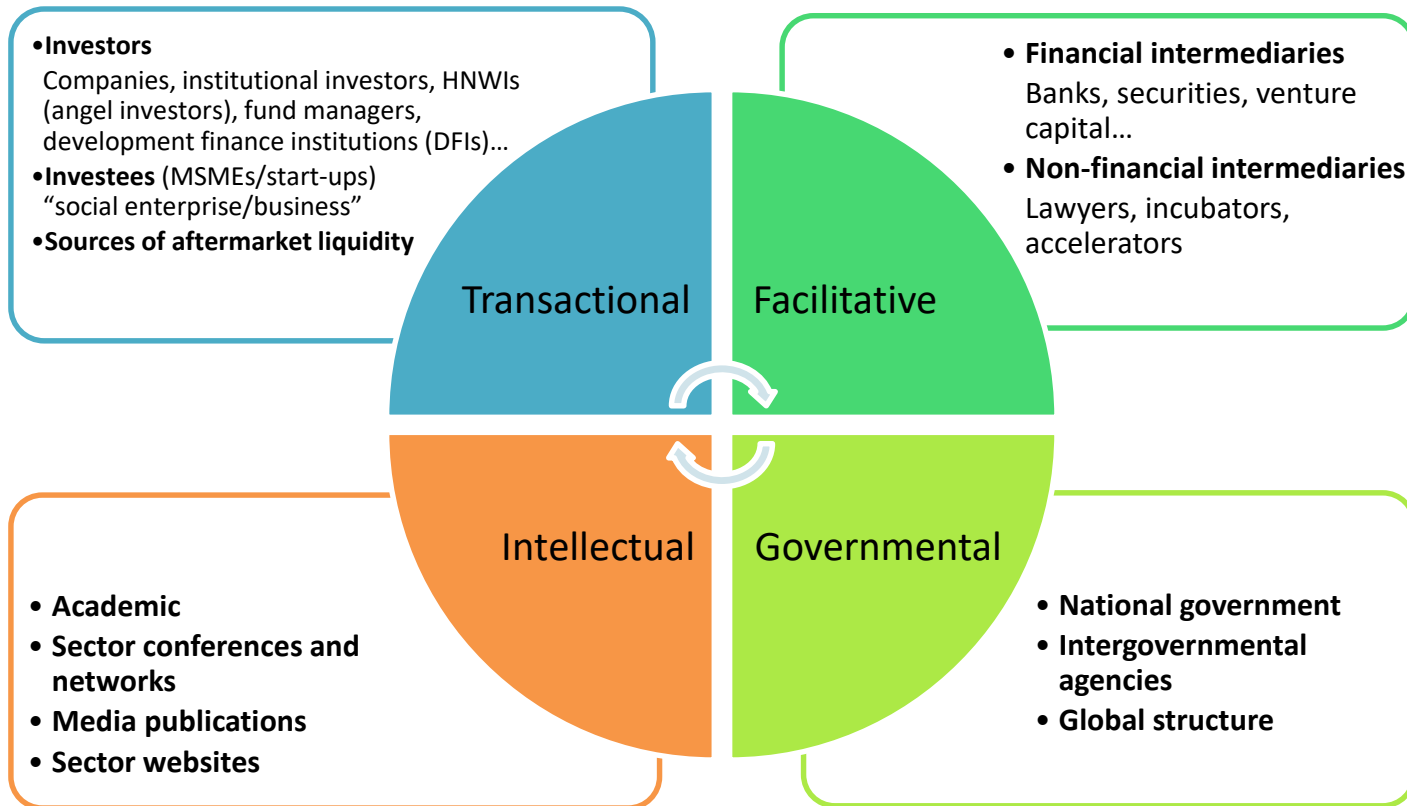 •Investors
Companies, institutional investors, HNWIs
(angel investors), fund managers,
development finance institutions (DFIs)…
•Investees (MSMEs/start-ups)
“social enterprise/business”
•Sources of aftermarket liquidity
• Financial intermediaries
Banks, securities, venture
capital…
• Non-financial intermediaries
Lawyers, incubators,
accelerators
Transactional
Facilitative
Intellectual
Governmental
• Academic
• Sector conferences and
networks
• Media publications
• Sector websites
• National government
• Intergovernmental
agencies
• Global structure